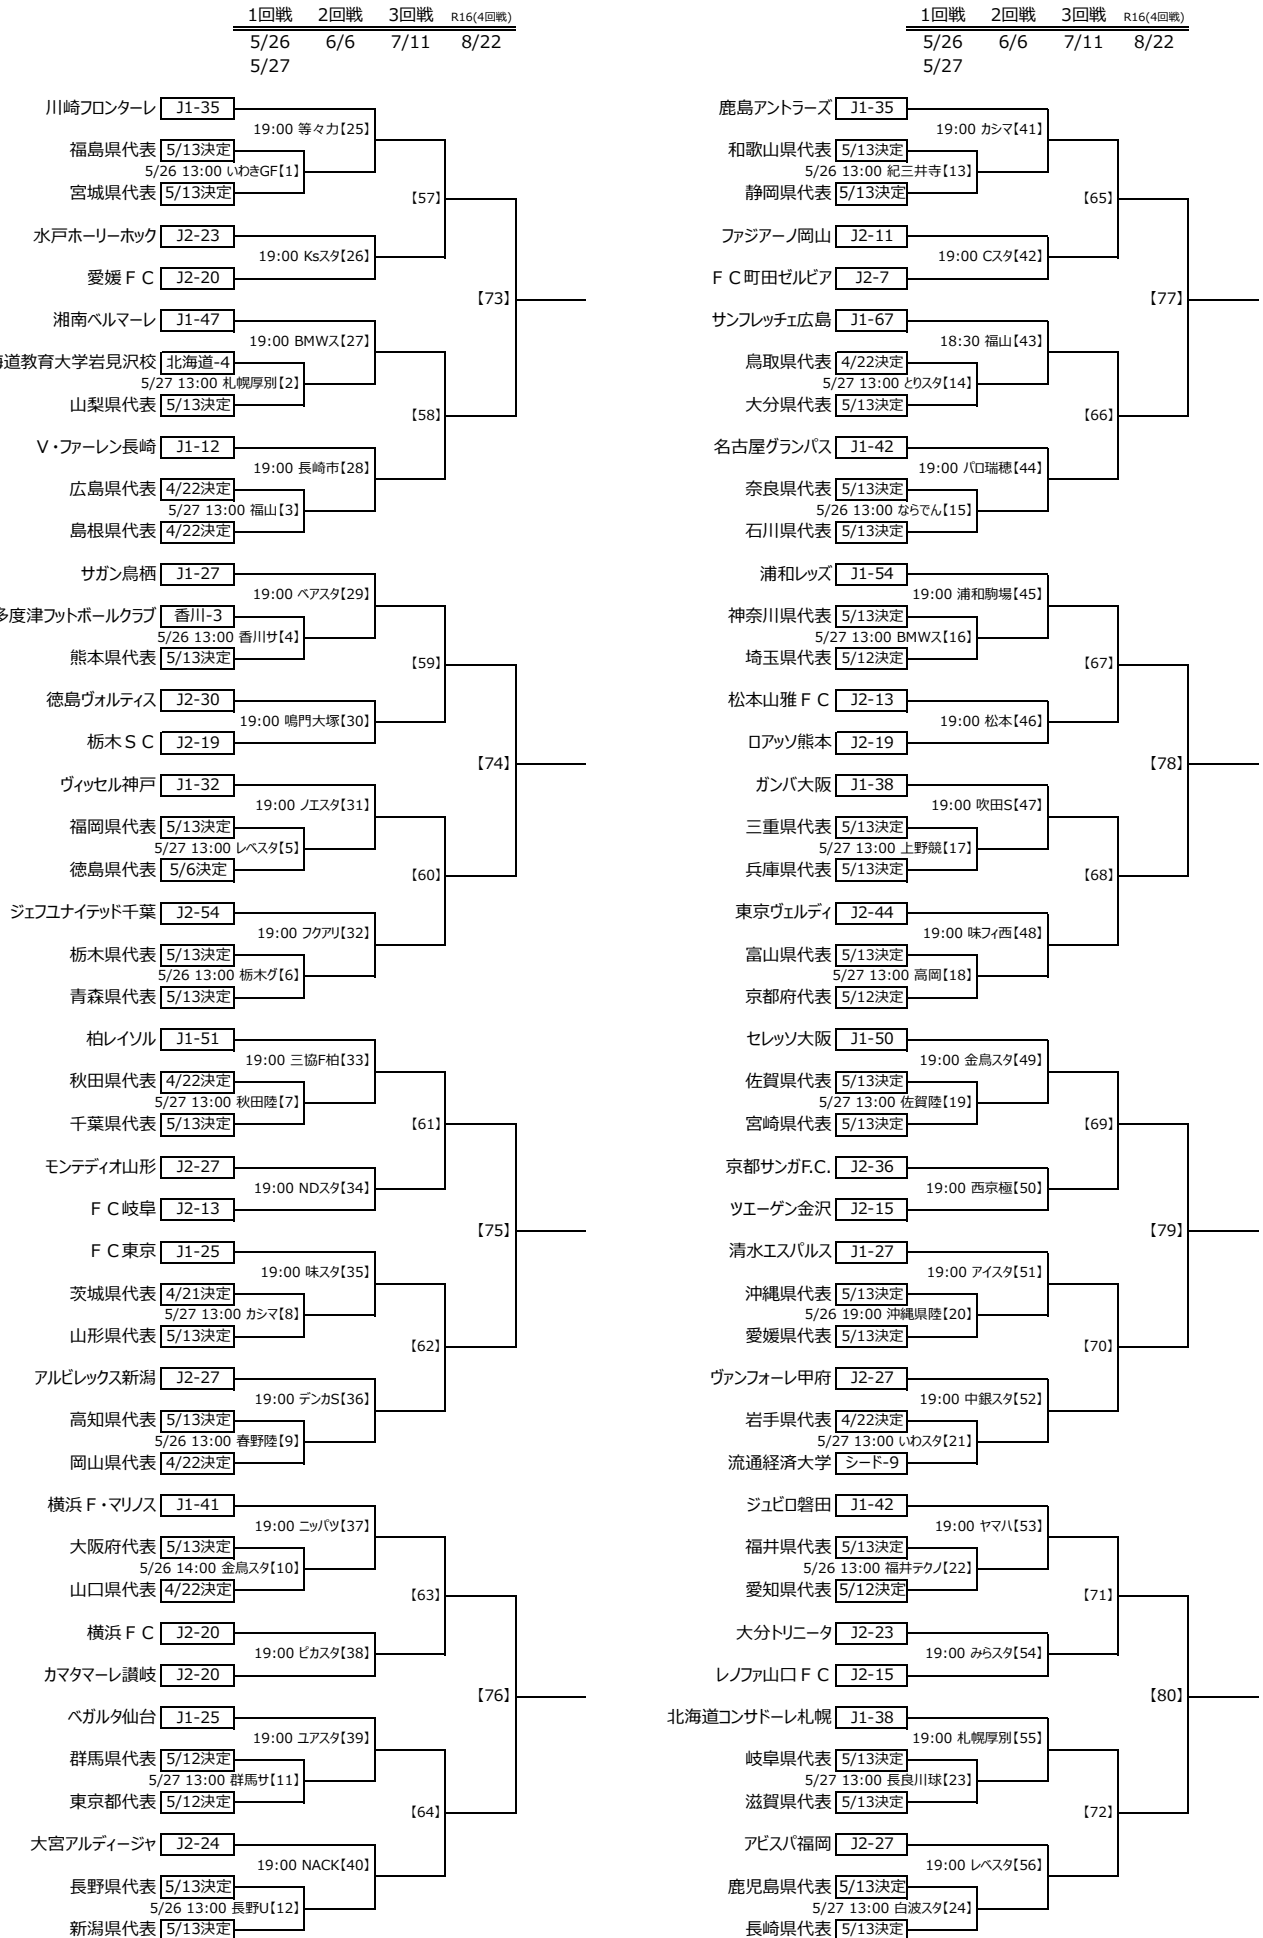 1回戦 2回戦 3回戦 R16(4回戦)
5/26 6/6 7/11 8/22
5/27
川崎フロンターレ J1-35
19:00 等々力【25】
福島県代表 5/13決定
5/26 13:00 いわきGF【1】
宮城県代表 5/13決定
【57】
水戸ホーリーホック J2-23
19:00 Ksスタ【26】
愛媛ＦＣ J2-20
【73】
湘南ベルマーレ J1-47
19:00 BMWス【27】
道教育大学岩見沢校 北海道-4
5/27 13:00 札幌厚別【2】
山梨県代表 5/13決定
【58】
V・ファーレン長崎 J1-12
19:00 長崎市【28】
広島県代表 4/22決定
5/27 13:00 福山【3】
島根県代表 4/22決定
サガン鳥栖 J1-27
19:00 ベアスタ【29】
多度津フットボールクラブ 香川-3
5/26 13:00 香川サ【4】
熊本県代表 5/13決定
【59】
徳島ヴォルティス J2-30
19:00 鳴門大塚【30】
栃木ＳＣ J2-19
【74】
ヴィッセル神戸 J1-32
19:00 ノエスタ【31】
福岡県代表 5/13決定
5/27 13:00 レベスタ【5】
徳島県代表 5/6決定
【60】
ジェフユナイテッド千葉 J2-54
19:00 フクアリ【32】
栃木県代表 5/13決定
5/26 13:00 栃木グ【6】
青森県代表 5/13決定
柏レイソル J1-51
19:00 三協F柏【33】
秋田県代表 4/22決定
5/27 13:00 秋田陸【7】
千葉県代表 5/13決定
【61】
モンテディオ山形 J2-27
19:00 NDスタ【34】
ＦＣ岐阜 J2-13
【75】
ＦＣ東京 J1-25
19:00 味スタ【35】
茨城県代表 4/21決定
5/27 13:00 カシマ【8】
山形県代表 5/13決定
【62】
アルビレックス新潟 J2-27
19:00 デンカS【36】
高知県代表 5/13決定
5/26 13:00 春野陸【9】
岡山県代表 4/22決定
横浜Ｆ・マリノス J1-41
19:00 ニッパツ【37】
大阪府代表 5/13決定
5/26 14:00 金鳥スタ【10】
山口県代表 4/22決定
【63】
横浜ＦＣ J2-20
19:00 ピカスタ【38】
カマタマーレ讃岐 J2-20
【76】
ベガルタ仙台 J1-25
19:00 ユアスタ【39】
群馬県代表 5/12決定
5/27 13:00 群馬サ【11】
東京都代表 5/12決定
【64】
大宮アルディージャ J2-24
19:00 NACK【40】
長野県代表 5/13決定
5/26 13:00 長野U【12】
新潟県代表 5/13決定
1回戦 2回戦 3回戦 R16(4回戦)
5/26 6/6 7/11 8/22
5/27
鹿島アントラーズ J1-35
19:00 カシマ【41】
和歌山県代表 5/13決定
5/26 13:00 紀三井寺【13】
静岡県代表 5/13決定
【65】
ファジアーノ岡山 J2-11
19:00 Cスタ【42】
ＦＣ町田ゼルビア J2-7
【77】
サンフレッチェ広島 J1-67
18:30 福山【43】
鳥取県代表 4/22決定
5/27 13:00 とりスタ【14】
大分県代表 5/13決定
【66】
名古屋グランパス J1-42
19:00 パロ瑞穂【44】
奈良県代表 5/13決定
5/26 13:00 ならでん【15】
石川県代表 5/13決定
浦和レッズ J1-54
19:00 浦和駒場【45】
神奈川県代表 5/13決定
5/27 13:00 BMWス【16】
埼玉県代表 5/12決定
【67】
松本山雅ＦＣ J2-13
19:00 松本【46】
ロアッソ熊本 J2-19
【78】
ガンバ大阪 J1-38
19:00 吹田S【47】
三重県代表 5/13決定
5/27 13:00 上野競【17】
兵庫県代表 5/13決定
【68】
東京ヴェルディ J2-44
19:00 味フィ西【48】
富山県代表 5/13決定
5/27 13:00 高岡【18】
京都府代表 5/12決定
セレッソ大阪 J1-50
19:00 金鳥スタ【49】
佐賀県代表 5/13決定
5/27 13:00 佐賀陸【19】
宮崎県代表 5/13決定
【69】
京都サンガF.C. J2-36
19:00 西京極【50】
ツエーゲン金沢 J2-15
【79】
清水エスパルス J1-27
19:00 アイスタ【51】
沖縄県代表 5/13決定
5/26 19:00 沖縄県陸【20】
愛媛県代表 5/13決定
【70】
ヴァンフォーレ甲府 J2-27
19:00 中銀スタ【52】
岩手県代表 4/22決定
5/27 13:00 いわスタ【21】
流通経済大学 シード-9
ジュビロ磐田 J1-42
19:00 ヤマハ【53】
福井県代表 5/13決定
5/26 13:00 福井テクノ【22】
愛知県代表 5/12決定
【71】
大分トリニータ J2-23
19:00 みらスタ【54】
レノファ山口ＦＣ J2-15
【80】
北海道コンサドーレ札幌 J1-38
19:00 札幌厚別【55】
岐阜県代表 5/13決定
5/27 13:00 長良川球【23】
滋賀県代表 5/13決定
【72】
アビスパ福岡 J2-27
19:00 レベスタ【56】
鹿児島県代表 5/13決定
5/27 13:00 白波スタ【24】
長崎県代表 5/13決定